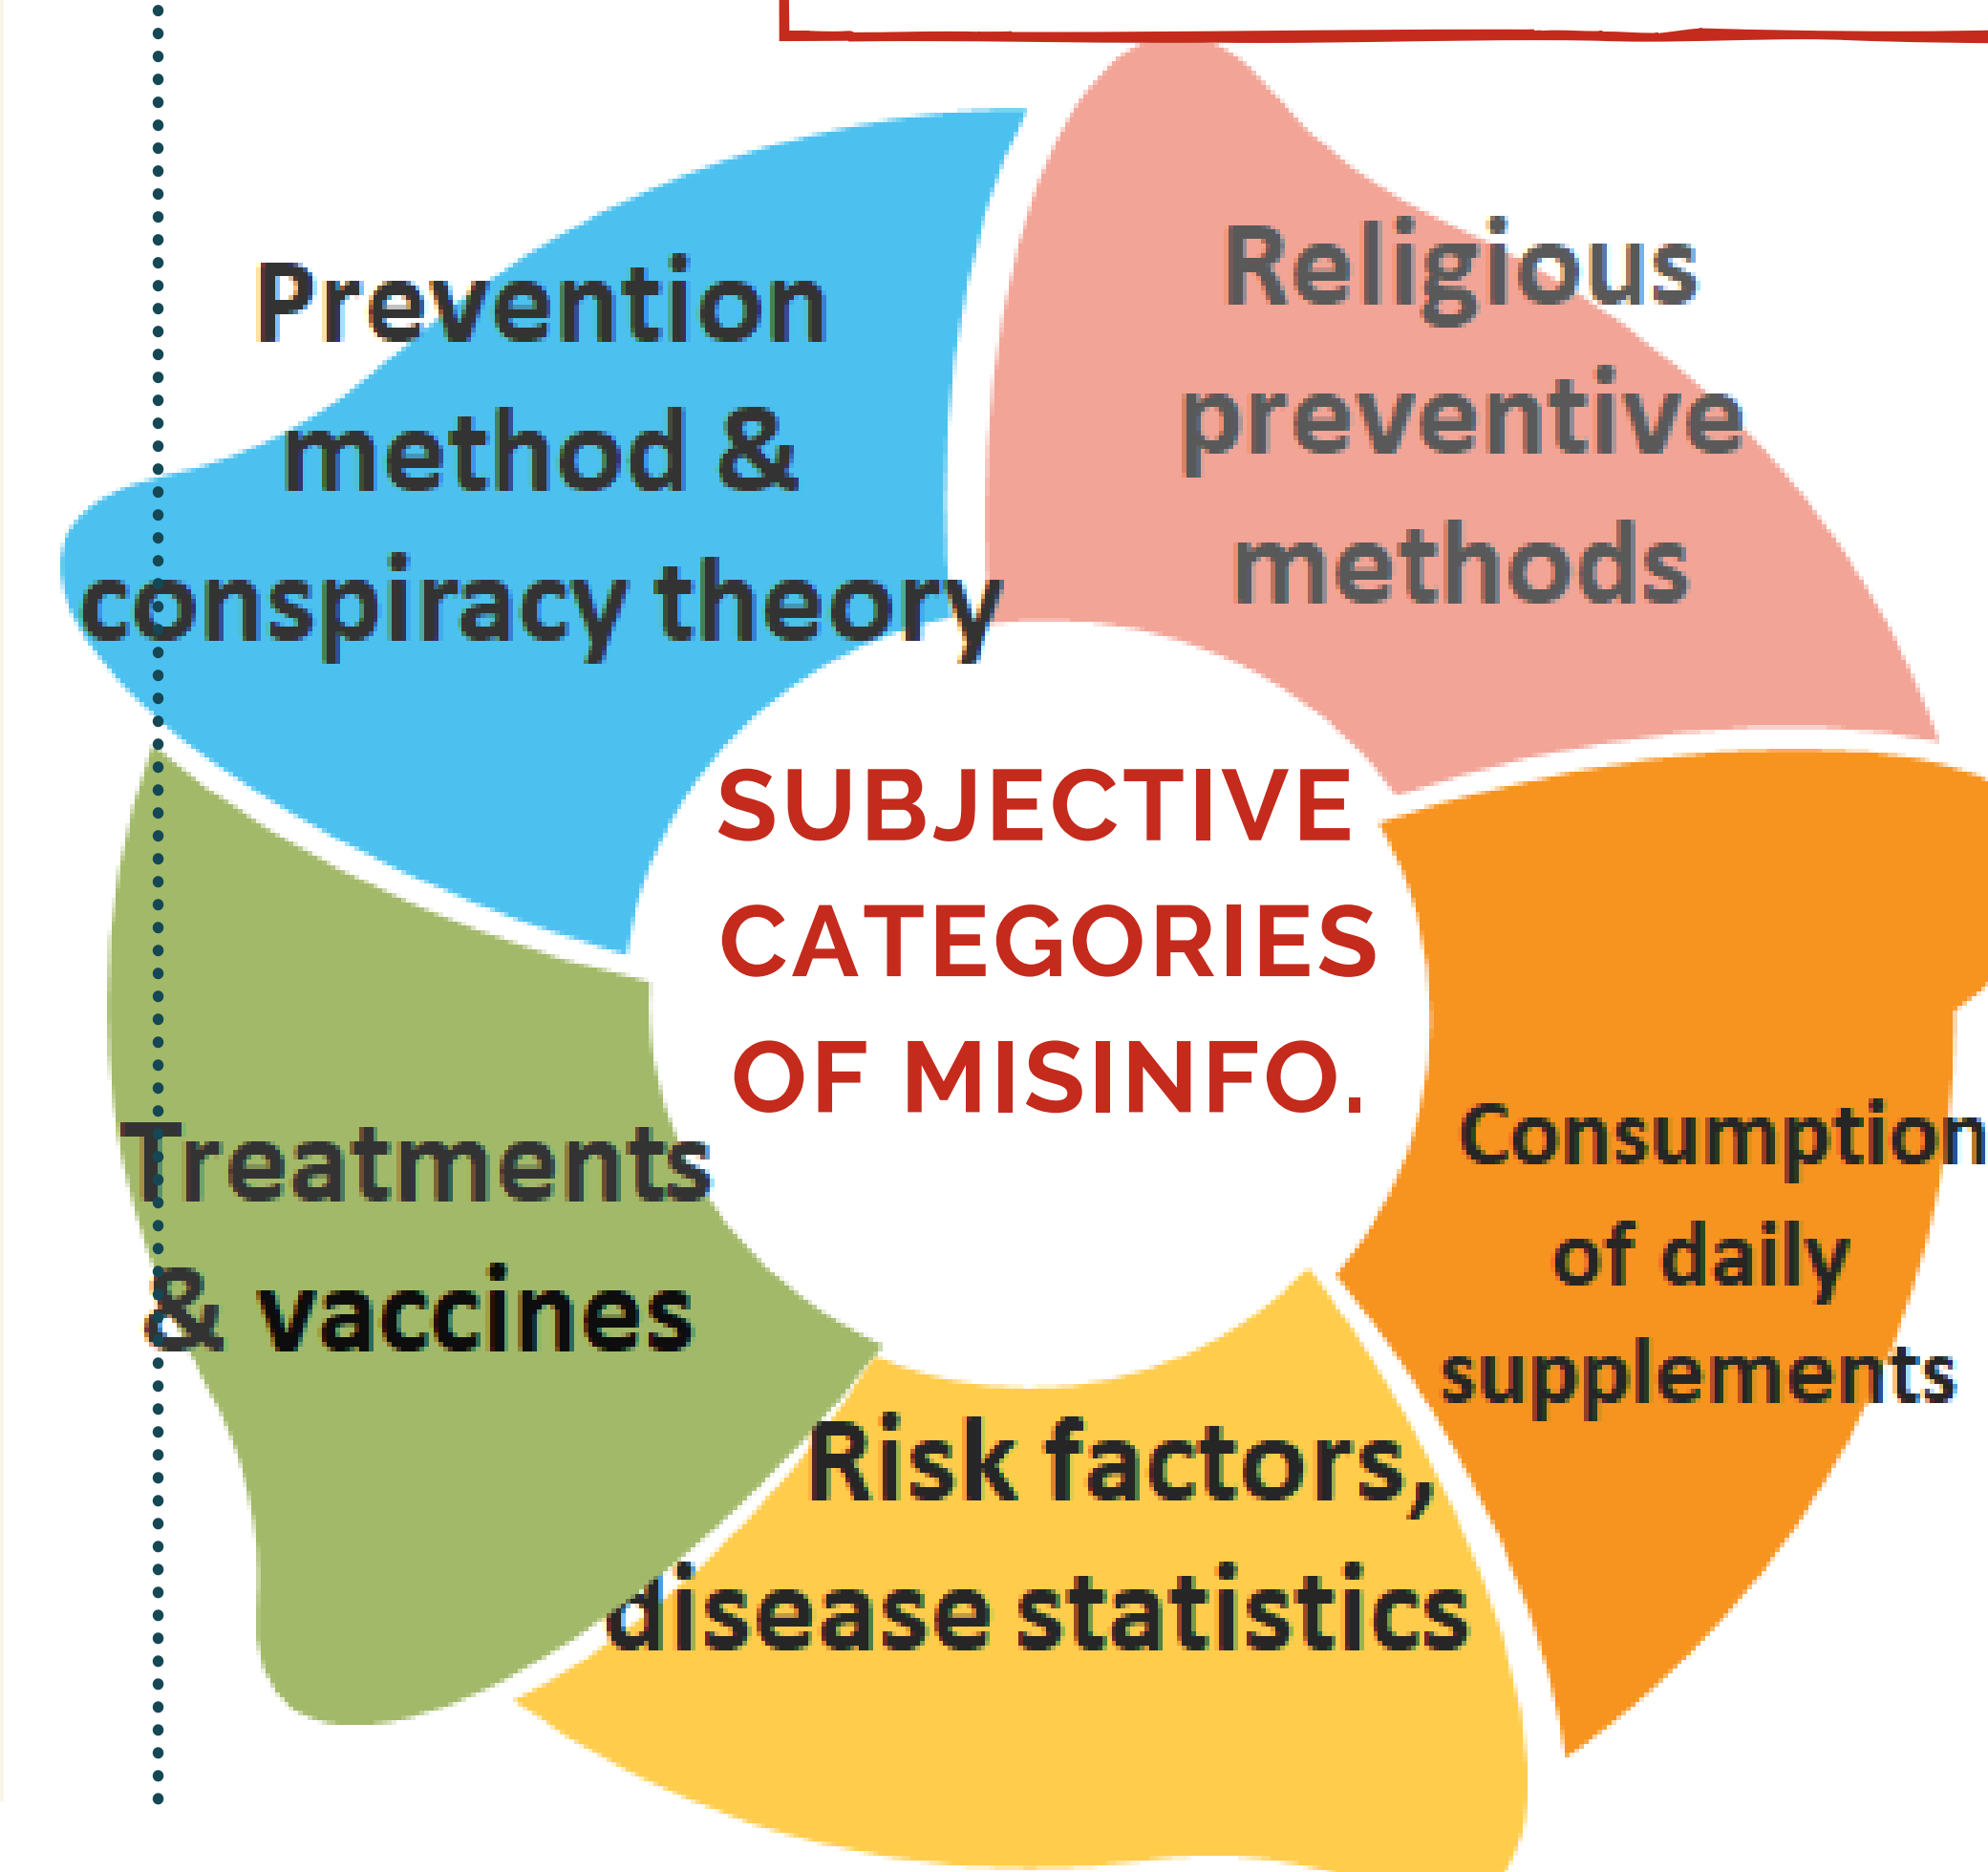 Prevention
method &
conspiracy theory
Religious
preventive
methods
SUBJECTIVE
CATEGORIES
OF MISINFO.
Treatments
& vaccines
Consumption
of daily
supplements
Risk factors,
disease statistics